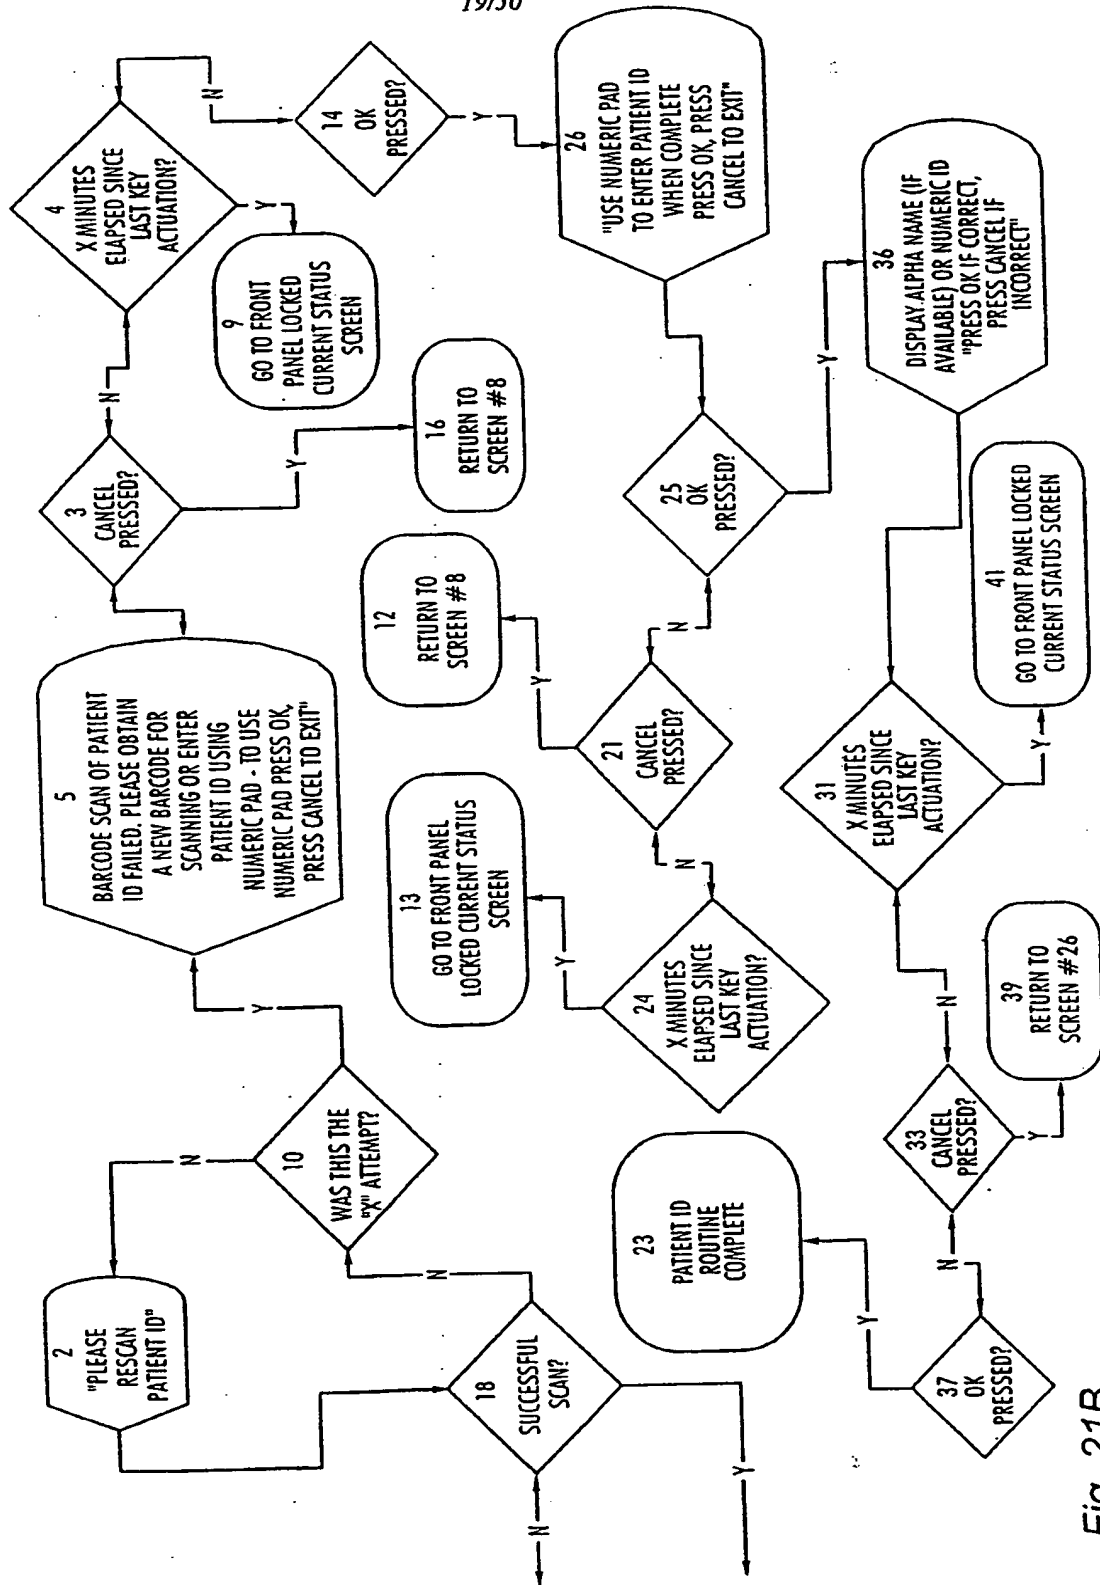 19/50
2
"PLEASE
RESCAN
PATIENT ID"
18
SUCCESSFUL
SCAN?
N
Y
N
10
WAS THIS THE
"X" ATTEMPT?
N
Y
5
BARCODE SCAN OF PATIENT
ID FAILED. PLEASE OBTAIN
A NEW BARCODE FOR
SCANNING OR ENTER
PATIENT ID USING
NUMERIC PAD - TO USE
NUMERIC PAD PRESS OK,
PRESS CANCEL TO EXIT"
3
CANCEL
PRESSED?
N
Y
16
RETURN TO
SCREEN #8
4
X MINUTES
ELAPSED SINCE
LAST KEY
ACTUATION?
Y
N
9
GO TO FRONT
PANEL LOCKED
CURRENT STATUS
SCREEN
14
OK
PRESSED?
Y
26
"USE NUMERIC PAD
TO ENTER PATIENT ID
WHEN COMPLETE
PRESS OK, PRESS
CANCEL TO EXIT"
25
OK
PRESSED?
N
Y
21
CANCEL
PRESSED?
Y
N
12
RETURN TO
SCREEN #8
24
X MINUTES
ELAPSED SINCE
LAST KEY
ACTUATION?
Y
13
GO TO FRONT PANEL
LOCKED CURRENT STATUS
SCREEN
36
DISPLAY.ALPHA NAME (IF
AVAILABLE) OR NUMERIC ID
"PRESS OK IF CORRECT,
PRESS CANCEL IF
INCORRECT"
31
X MINUTES
ELAPSED SINCE
LAST KEY
ACTUATION?
Y
N
41
GO TO FRONT PANEL LOCKED
CURRENT STATUS SCREEN
33
CANCEL
PRESSED?
Y
N
39
RETURN TO
SCREEN #26
37
OK
PRESSED?
Y
23
PATIENT ID
ROUTINE
COMPLETE
Fig. 21B